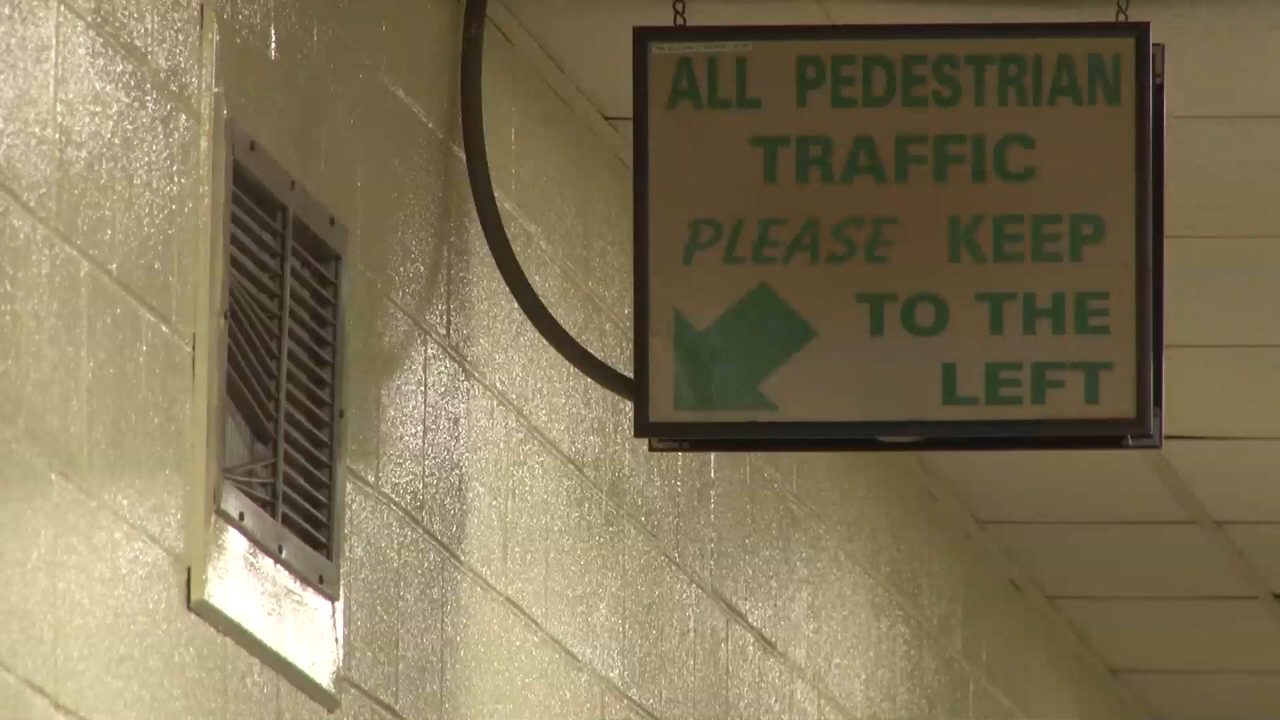 ALL PEDESTRIAN
TRAFFIC
PLEASE KEEP
TO THE
LEFT